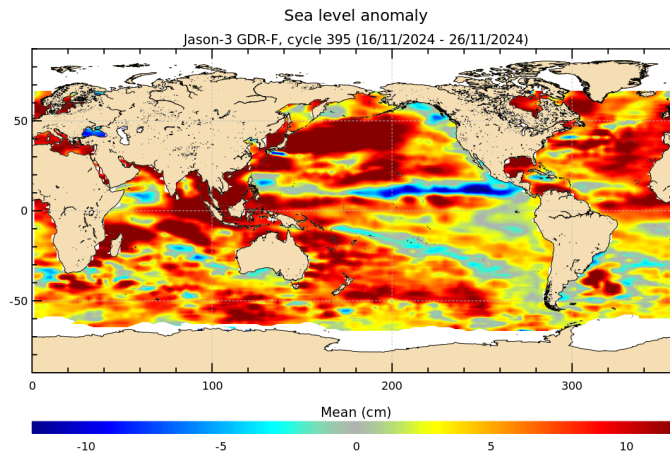 Sea level anomaly
Jason-3 GDR-F, cycle 395 (16/11/2024 - 26/11/2024)
50
0
-50
0 100 200 300
Mean (cm)
-10 -5 0 5 10